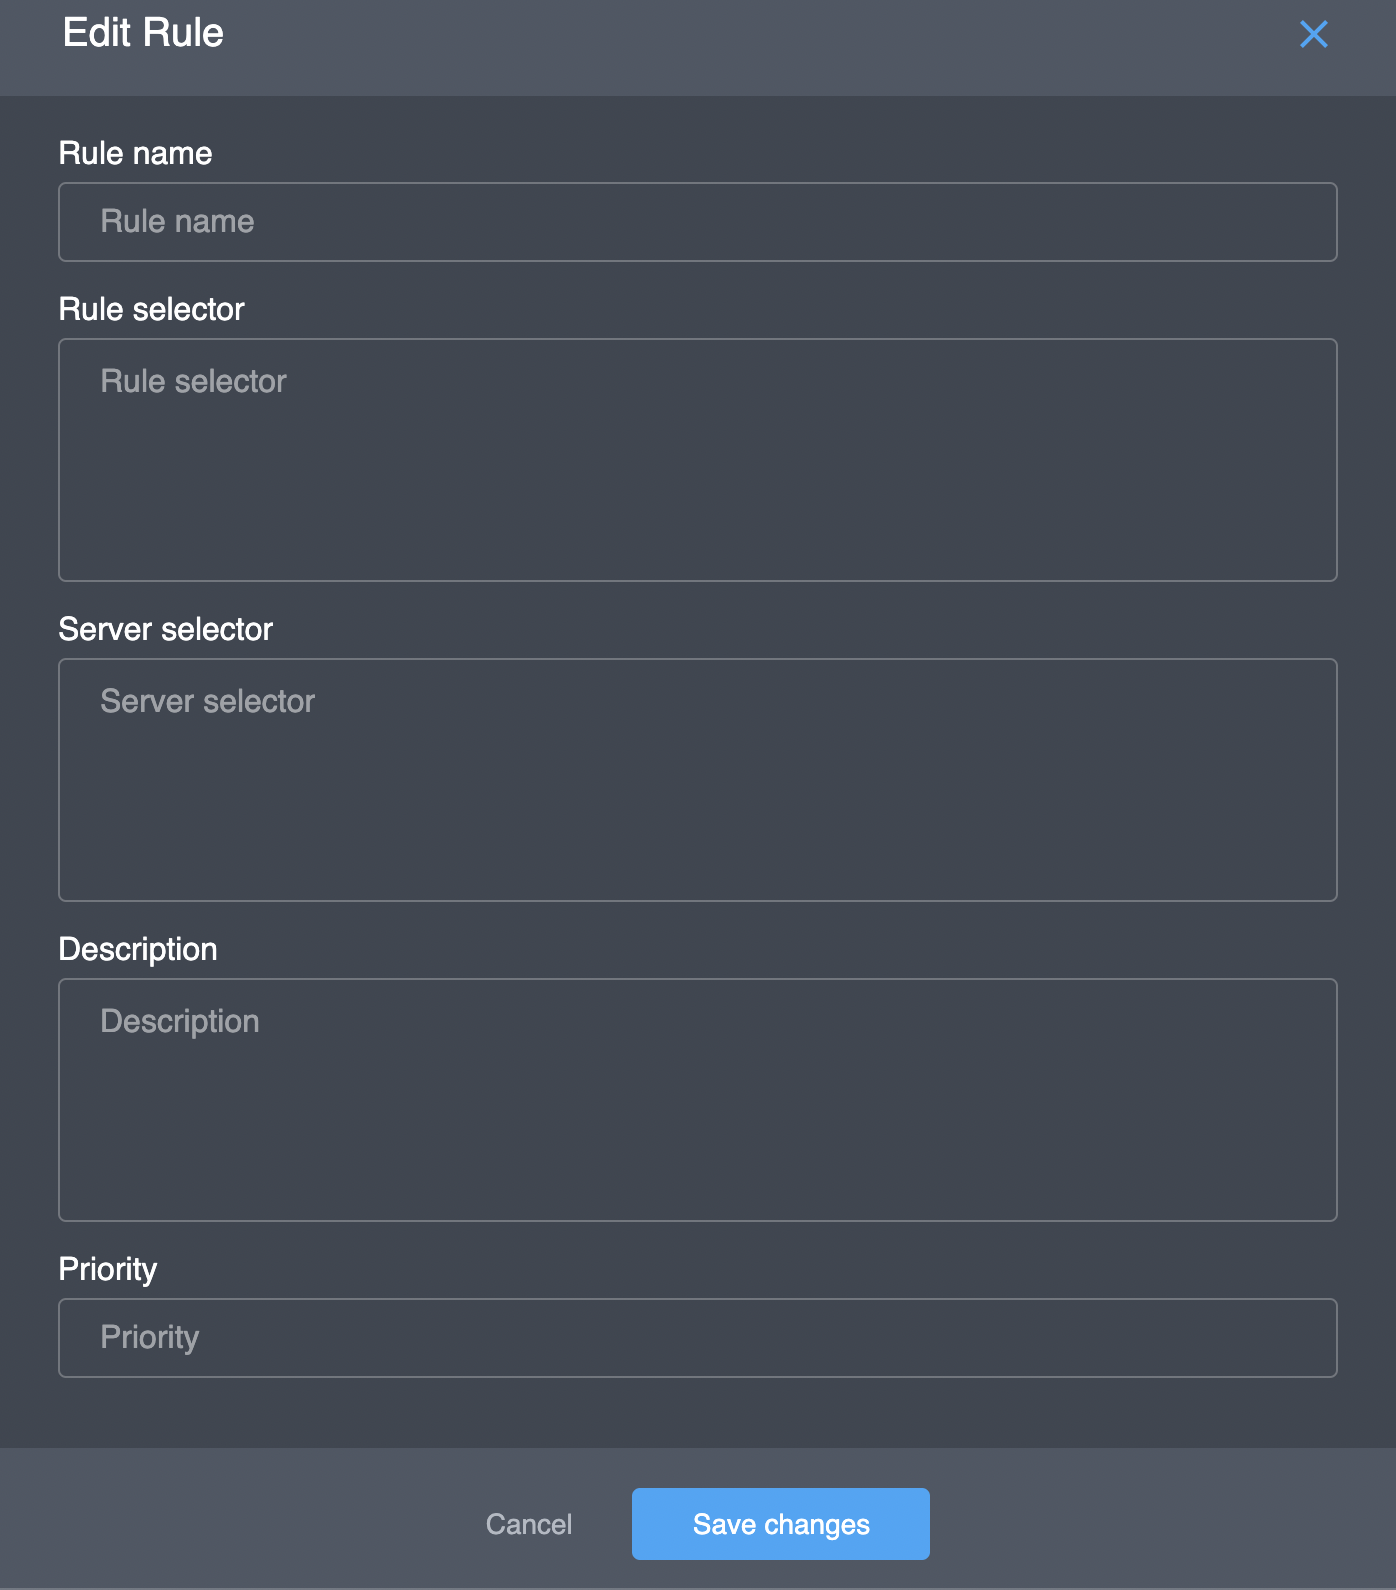 Edit Rule
Rule name
Rule name
Rule selector
Rule selector
Server selector
Server selector
Description
Description
Priority
Priority
Cancel
Save changes